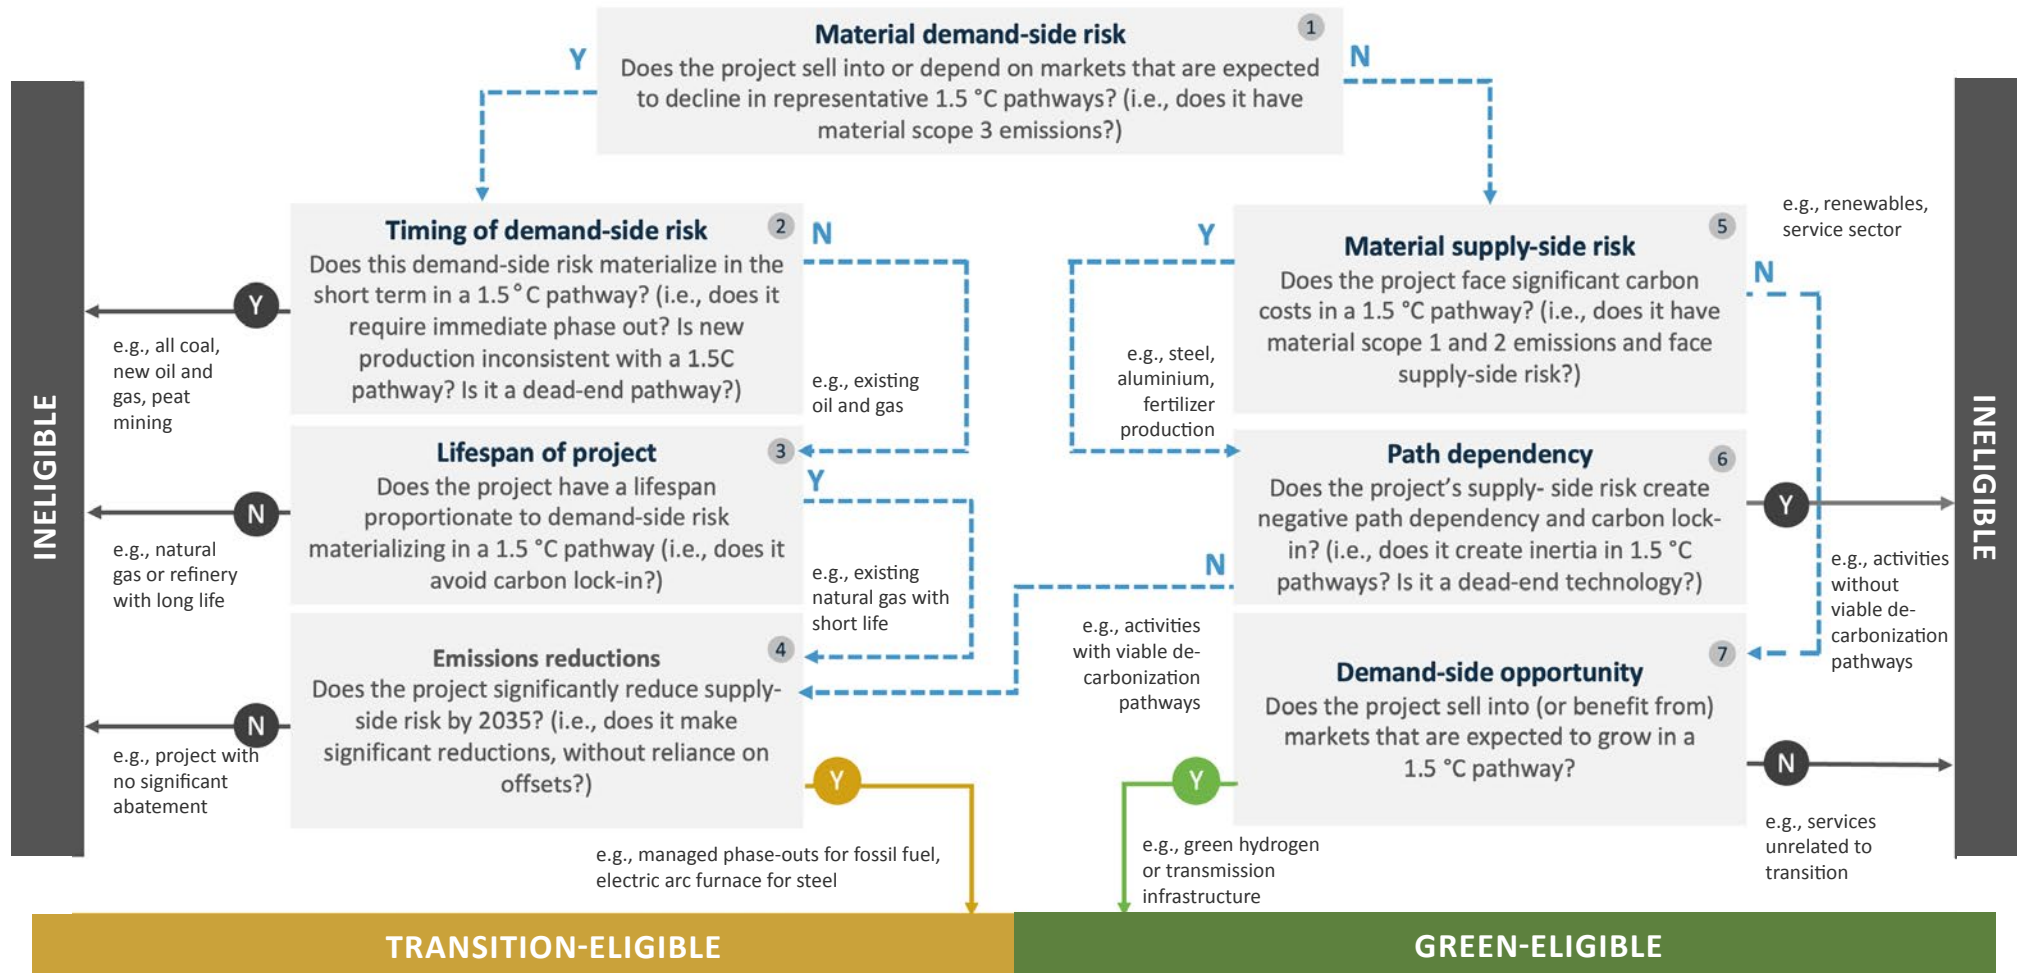 Material demand-side risk
1
Does the project sell into or depend on markets that are expected
to decline in representative 1.5 °C pathways? (i.e., does it have
material scope 3 emissions?)
Y
N
INELIGIBLE
Timing of demand-side risk
2
Does this demand-side risk materialize in the
short term in a 1.5°C pathway? (i.e., does it
require immediate phase out? Is new
production inconsistent with a 1.5C
pathway? Is it a dead-end pathway?)
Y
e.g., all coal,
new oil and
gas, peat
mining
N
e.g., existing
oil and gas
Lifespan of project
3
Does the project have a lifespan
proportionate to demand-side risk
materializing in a 1.5 °C pathway (i.e., does it
avoid carbon lock-in?)
N
e.g., natural
gas or refinery
with long life
Y
e.g., existing
natural gas with
short life
Emissions reductions
4
Does the project significantly reduce supply-
side risk by 2035? (i.e., does it make
significant reductions, without reliance on
offsets?)
N
e.g., project with
no significant
abatement
Y
e.g., managed phase-outs for fossil fuel,
electric arc furnace for steel
Material supply-side risk
5
Does the project face significant carbon
costs in a 1.5 °C pathway? (i.e., does it have
material scope 1 and 2 emissions and face
supply-side risk?)
Y
e.g., steel,
aluminium,
fertilizer
production
e.g., renewables,
service sector
N
Path dependency
6
Does the project's supply- side risk create
negative path dependency and carbon lock-
in? (i.e., does it create inertia in 1.5 °C
pathways? Is it a dead-end technology?)
N
e.g., activities
with viable de-
carbonization
pathways
Y
e.g., activities
without
viable de-
carbonization
pathways
Demand-side opportunity
7
Does the project sell into (or benefit from)
markets that are expected to grow in a
1.5 °C pathway?
Y
e.g., green hydrogen
or transmission
infrastructure
N
e.g., services
unrelated to
transition
INELIGIBLE
TRANSITION-ELIGIBLE
GREEN-ELIGIBLE